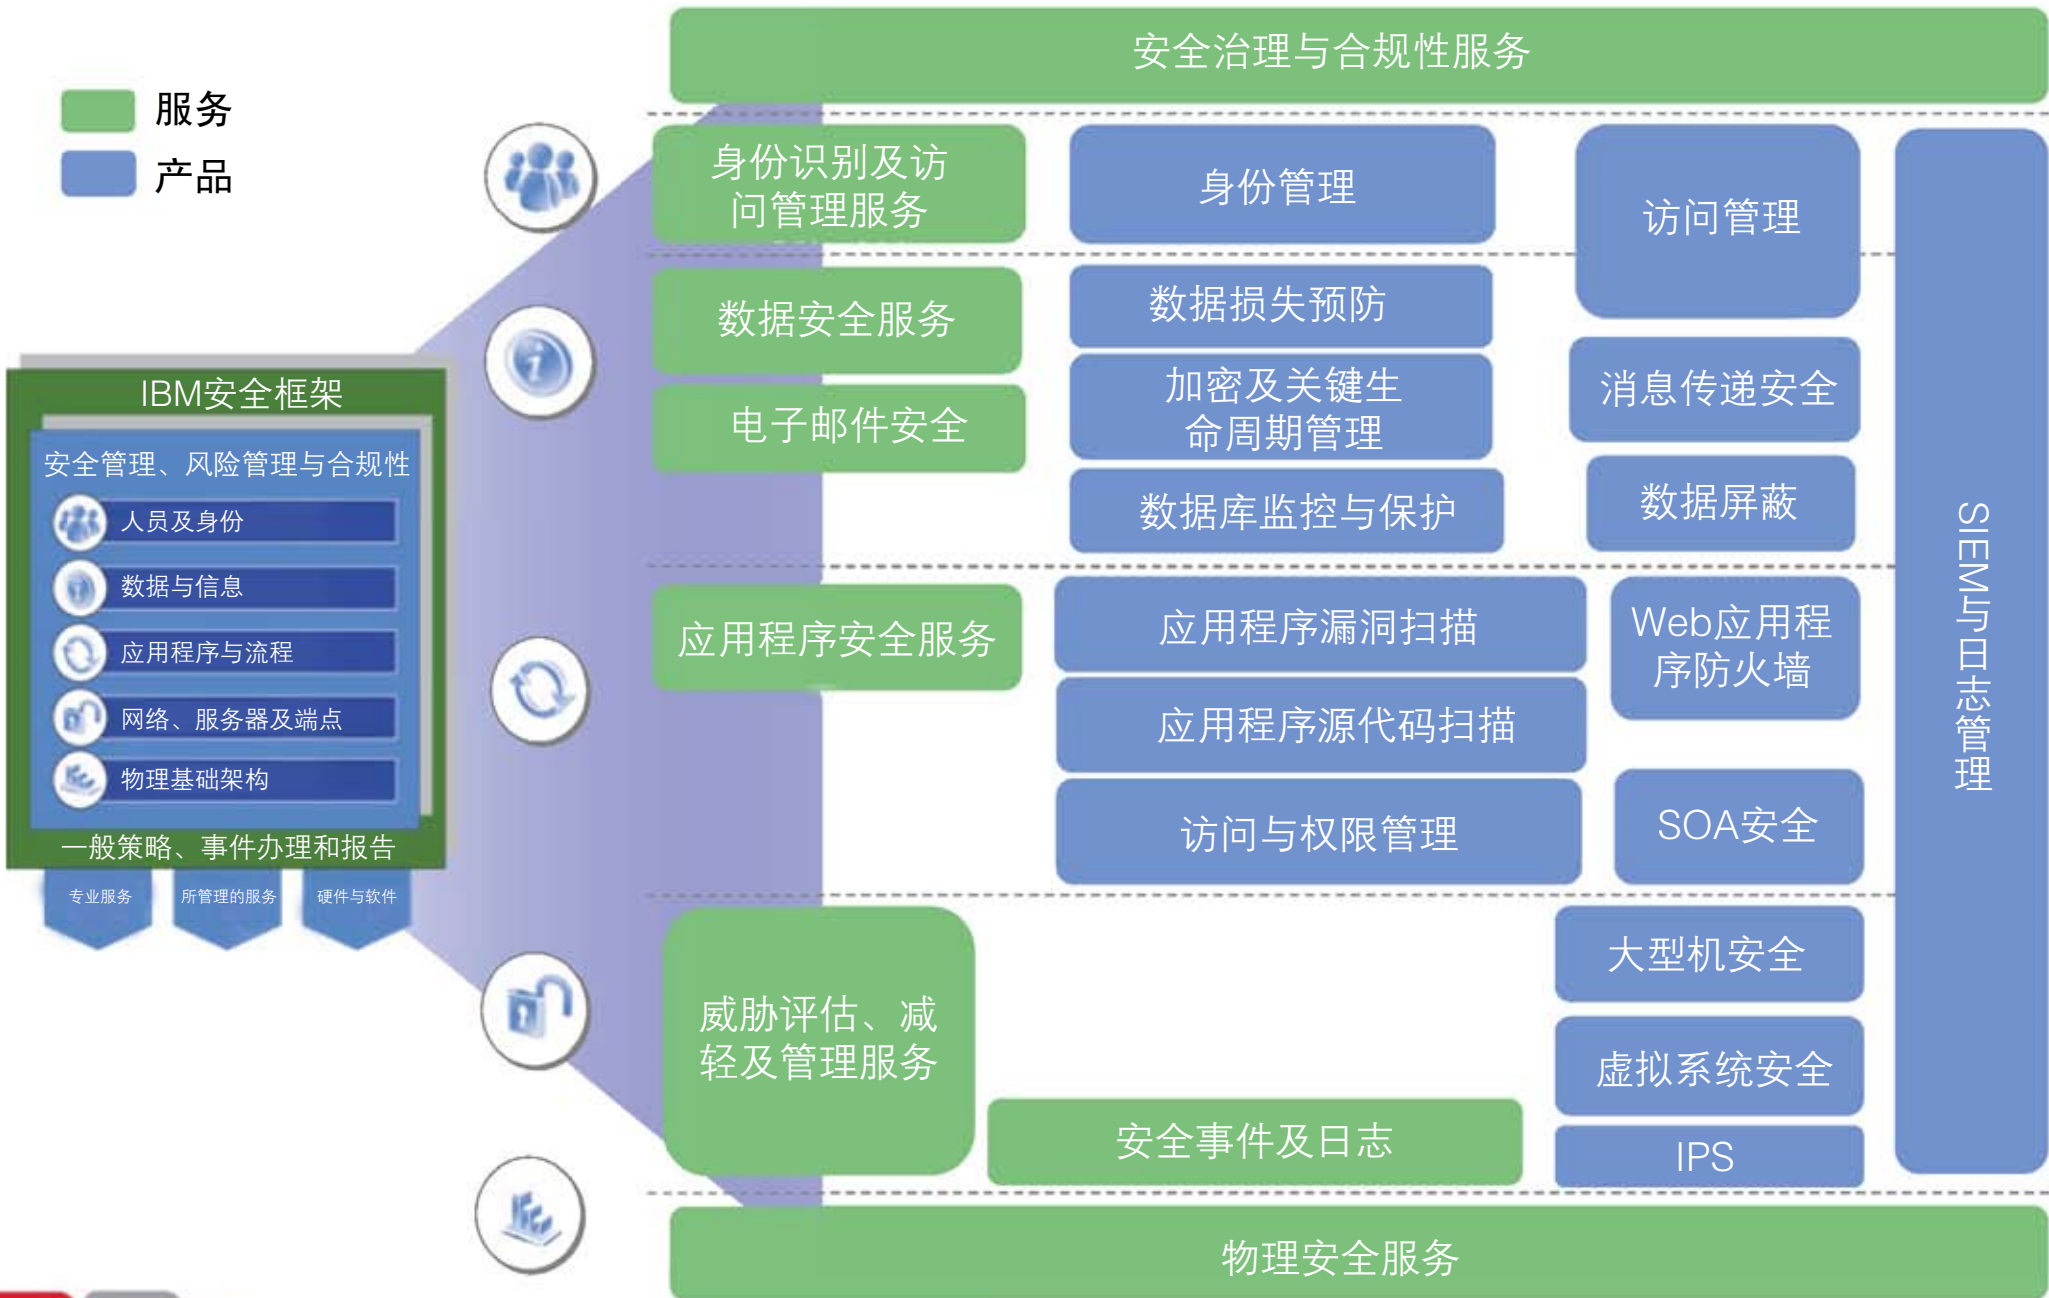 服务
产品
IBM安全框架
安全管理、风险管理与合规性
人员及身份
数据与信息
应用程序与流程
网络、服务器及端点
物理基础架构
一般策略、事件办理和报告
专业服务
所管理的服务
硬件与软件
安全治理与合规性服务
身份识别及访
问管理服务
身份管理
访问管理
数据安全服务
电子邮件安全
数据损失预防
加密及关键生
命周期管理
数据库监控与保护
消息传递安全
数据屏蔽
应用程序安全服务
应用程序漏洞扫描
应用程序源代码扫描
访问与权限管理
Web应用程
序防火墙
SOA安全
威胁评估、减
轻及管理服务
安全事件及日志
大型机安全
虚拟系统安全
IPS
SIEM与日志管理
物理安全服务